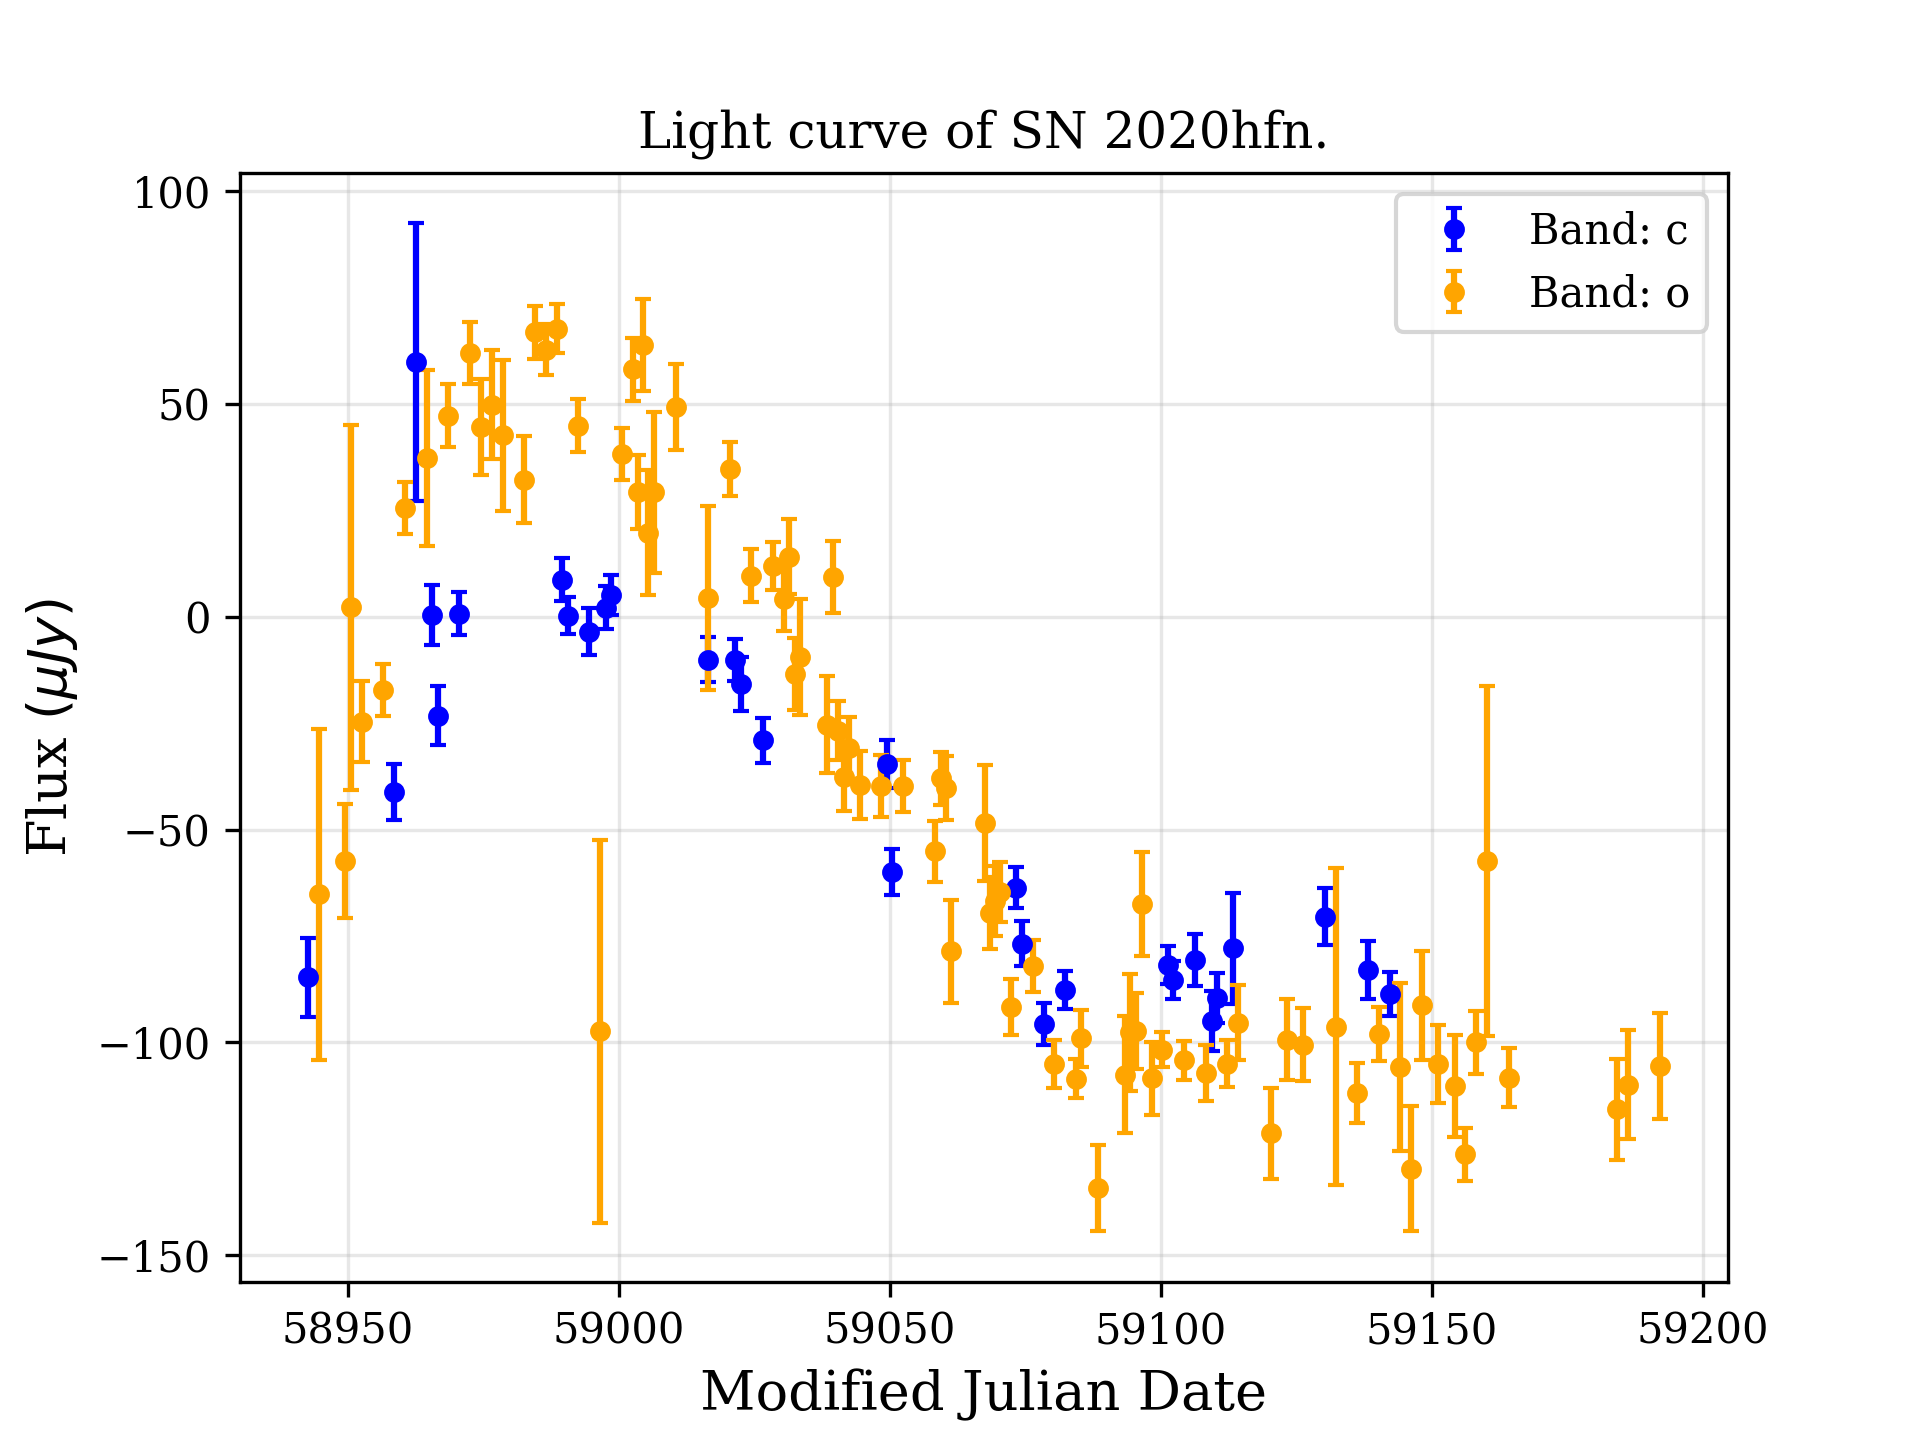 Light curve of SN 2020hfn.
Band: c
Band: o
100
50
0
−50
−100
−150
Flux (μJy)
58950 59000 59050 59100 59150 59200
Modified Julian Date